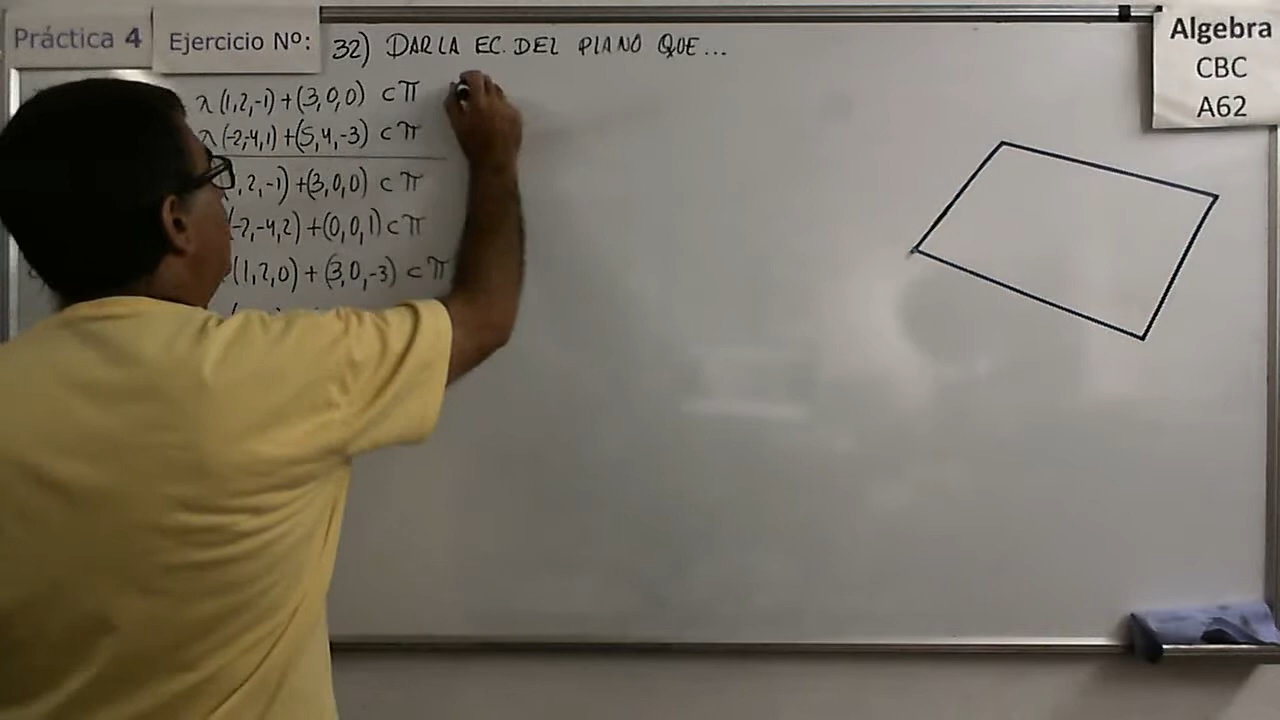 Práctica 4
Ejercicio Nº:
32) DAR LA EC. DEL PLANO QUE...
Algebra
CBC
A62
λ (1,2,-1) + (3,0,0) ⊂ π
λ (-2,-4,1) + (5,4,-3) ⊂ π
,2,-1) + (3,0,0) ⊂ π
(-2,-4,2) + (0,0,1) ⊂ π
(1,2,0) + (3,0,-3) ⊂ π